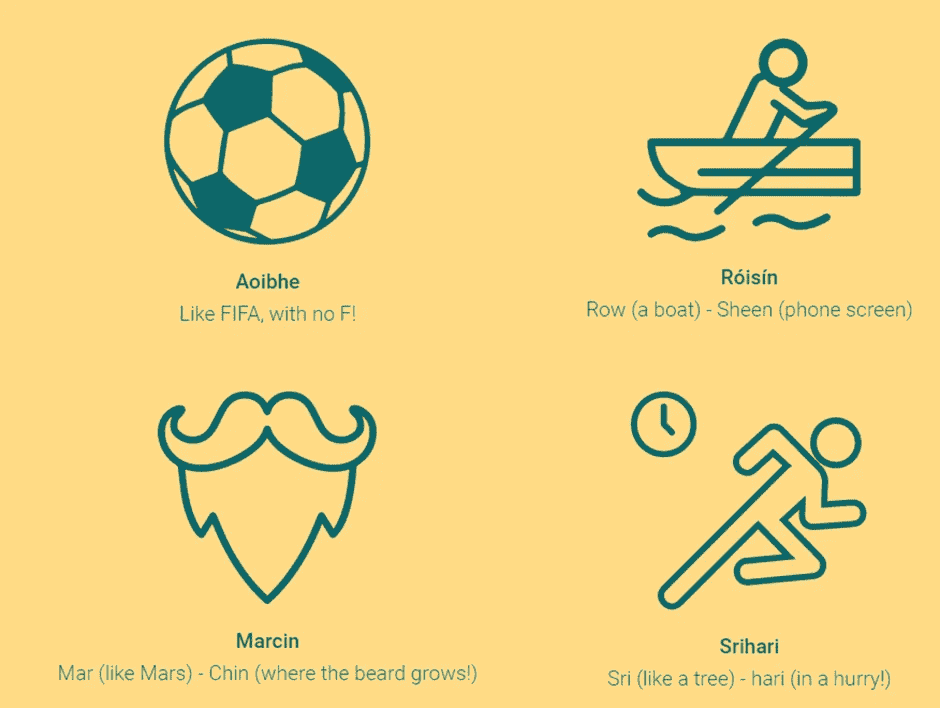 Aoibhe
Like FIFA, with no F!
Róisín
Row (a boat) - Sheen (phone screen)
Marcin
Mar (like Mars) - Chin (where the beard grows!)
Srihari
Sri (like a tree) - hari (in a hurry!)